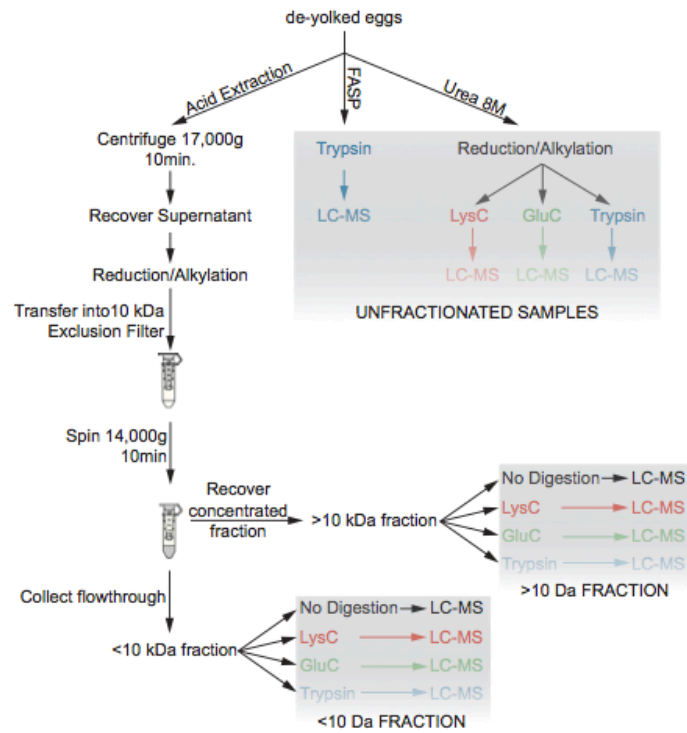 de-yolked eggs
Acid Extraction
FASP
Urea 8M
Centrifuge 17,000g
10min.
Recover Supernatant
Reduction/Alkylation
Transfer into10 kDa
Exclusion Filter
Spin 14,000g
10min
Collect flowthrough
<10 kDa fraction
Trypsin
LC-MS
Reduction/Alkylation
LysC
GluC
Trypsin
LC-MS
LC-MS
LC-MS
UNFRACTIONATED SAMPLES
Recover
concentrated
fraction
>10 kDa fraction
No Digestion LC-MS
LysC LC-MS
GluC LC-MS
Trypsin LC-MS
>10 Da FRACTION
No Digestion LC-MS
LysC LC-MS
GluC LC-MS
Trypsin LC-MS
<10 Da FRACTION